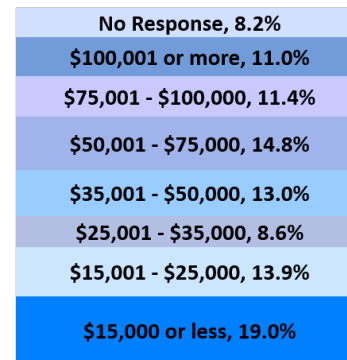 No Response, 8.2%
$100,001 or more, 11.0%
$75,001 - $100,000, 11.4%
$50,001 - $75,000, 14.8%
$35,001 - $50,000, 13.0%
$25,001 - $35,000, 8.6%
$15,001 - $25,000, 13.9%
$15,000 or less, 19.0%